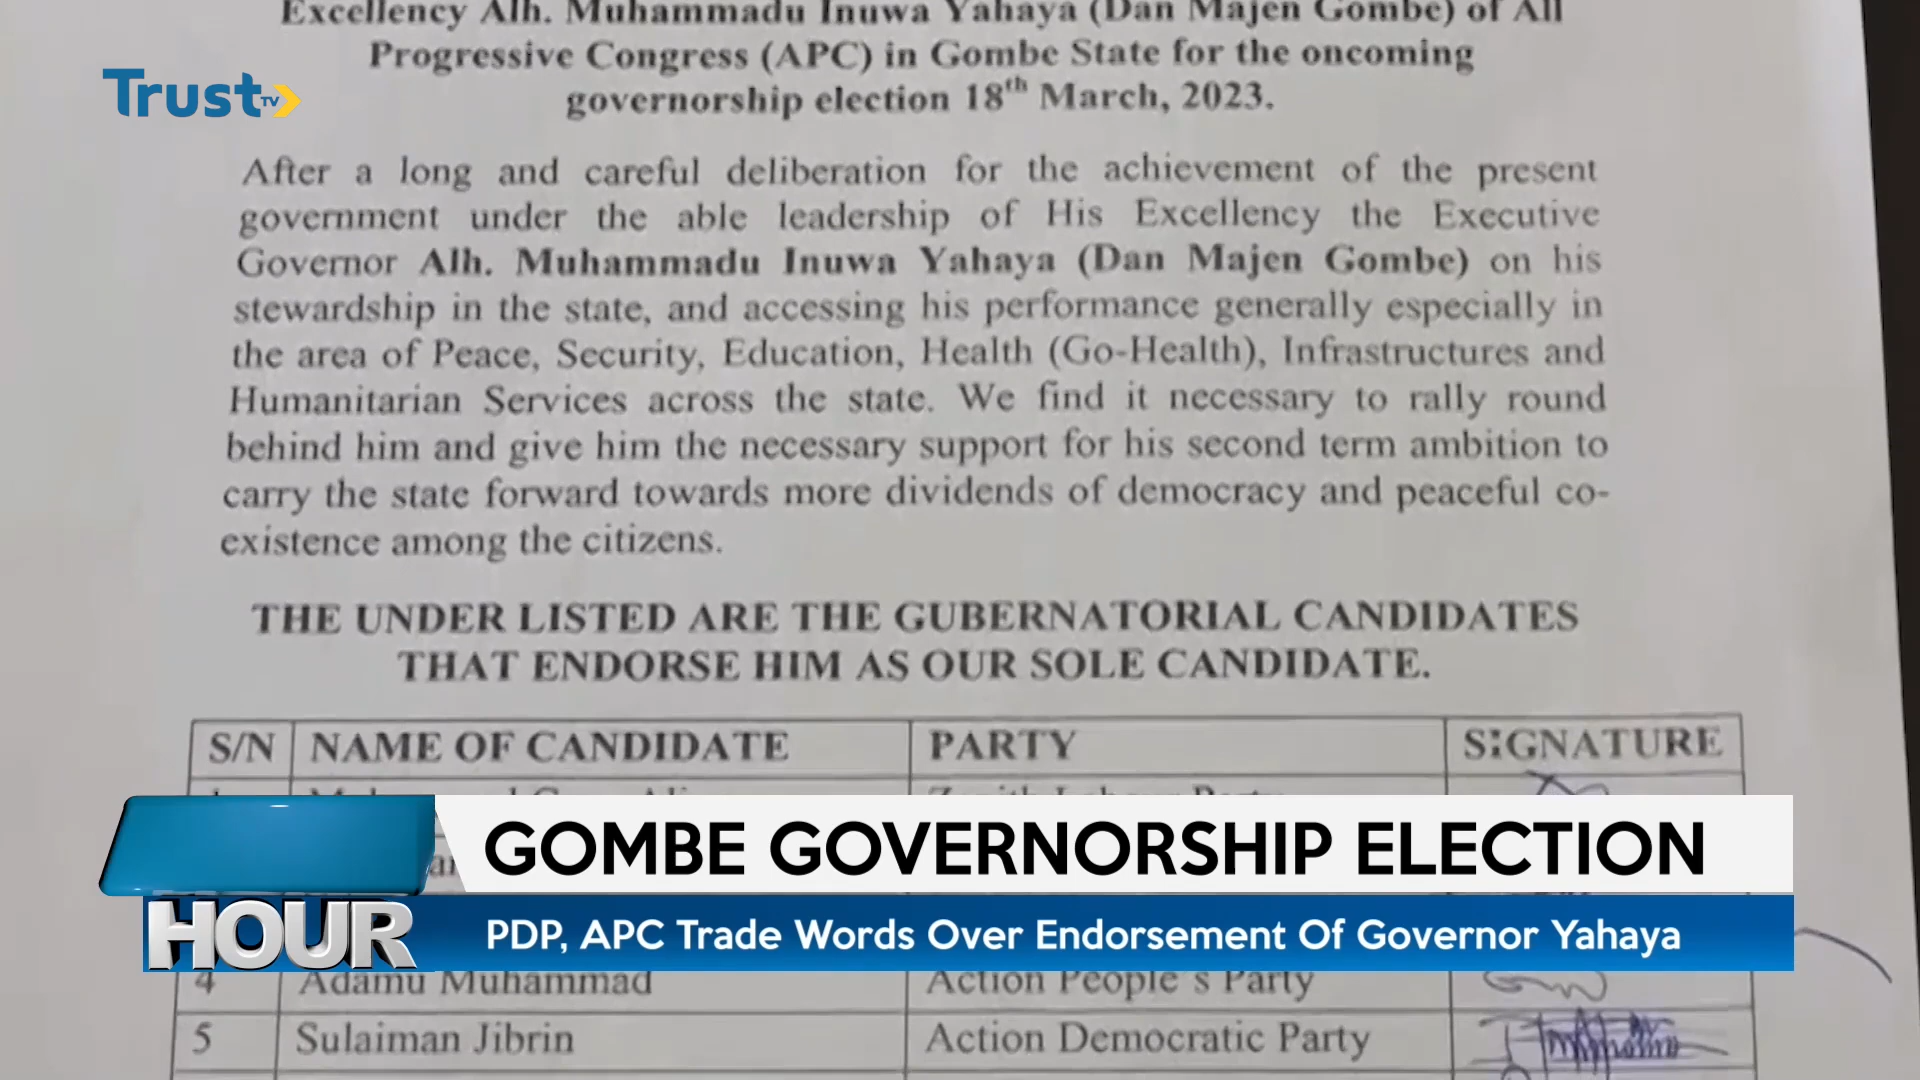 Excellency Alh. Muhammadu Inuwa Yahaya (Dan Majen Gombe) of All
Progressive Congress (APC) in Gombe State for the oncoming
governorship election 18th March, 2023.
Trust TV
After a long and careful deliberation for the achievement of the present
government under the able leadership of His Excellency the Executive
Governor Alh. Muhammadu Inuwa Yahaya (Dan Majen Gombe) on his
stewardship in the state, and accessing his performance generally especially in
the area of Peace, Security, Education, Health (Go-Health), Infrastructures and
Humanitarian Services across the state. We find it necessary to rally round
behind him and give him the necessary support for his second term ambition to
carry the state forward towards more dividends of democracy and peaceful co-
existence among the citizens.
THE UNDER LISTED ARE THE GUBERNATORIAL CANDIDATES
THAT ENDORSE HIM AS OUR SOLE CANDIDATE.
S/N NAME OF CANDIDATE PARTY SIGNATURE
Zenith Labour Party
GOMBE GOVERNORSHIP ELECTION
HOUR
PDP, APC Trade Words Over Endorsement Of Governor Yahaya
4 Adamu Muhammad Action People's Party
5 Sulaiman Jibrin Action Democratic Party